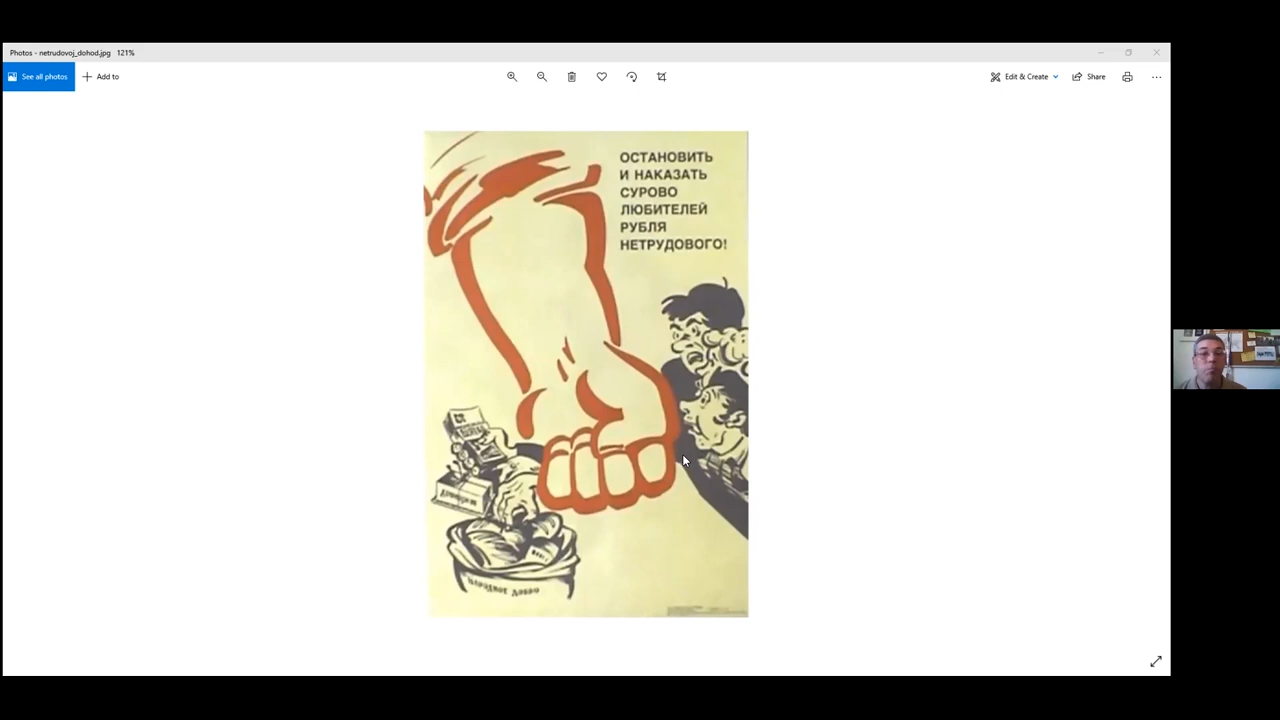 Photos - netrudovoj_dohod.jpg 121%
See all photos
Add to
Edit & Create
Share
ОСТАНОВИТЬ
И НАКАЗАТЬ
СУРОВО
ЛЮБИТЕЛЕЙ
РУБЛЯ
НЕТРУДОВОГО!
НАРОДНОЕ ДОБРО